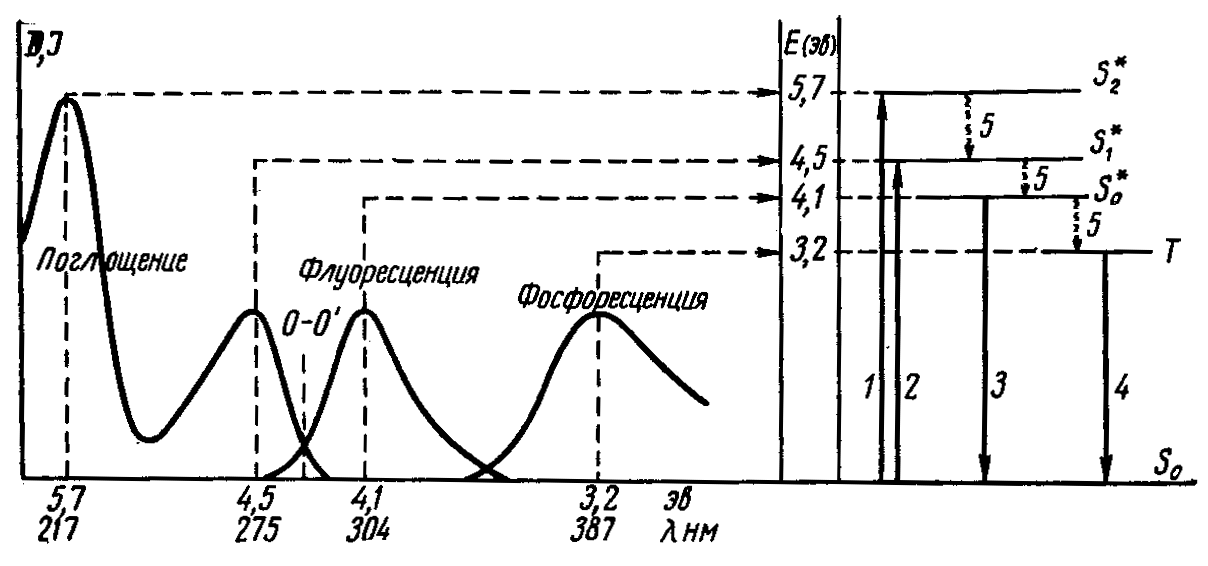 D,J
E (эв)
5,7
S₂*
5
4,5
S₁*
5
4,1
S₀*
5
3,2
T
Поглощение
Флуоресценция
Фосфоресценция
0-0'
1
2
3
4
S₀
5,7 4,5 4,1 3,2 эв
217 275 304 387 λ нм